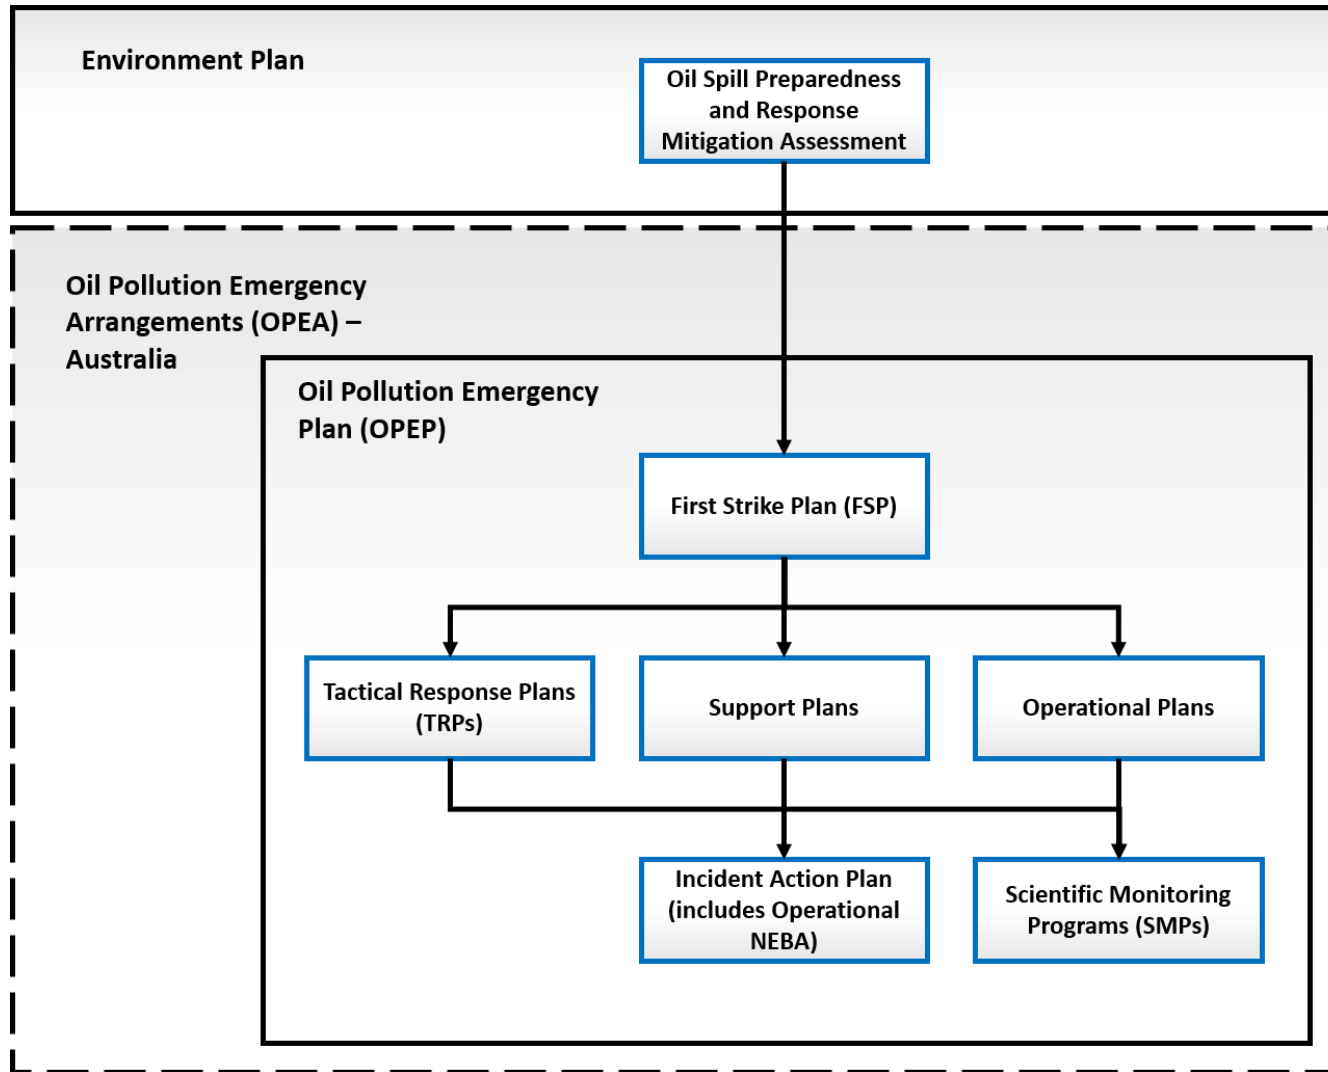 Environment Plan
Oil Spill Preparedness
and Response
Mitigation Assessment
Oil Pollution Emergency
Arrangements (OPEA) –
Australia
Oil Pollution Emergency
Plan (OPEP)
First Strike Plan (FSP)
Tactical Response Plans
(TRPs)
Support Plans
Operational Plans
Incident Action Plan
(includes Operational
NEBA)
Scientific Monitoring
Programs (SMPs)